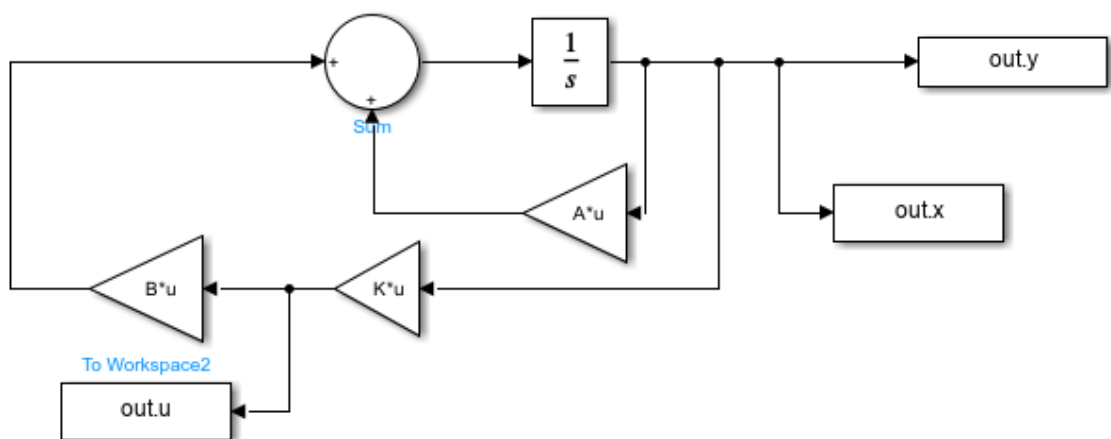 +
+
Sum
1
s
out.y
A*u
out.x
B*u
K*u
To Workspace2
out.u